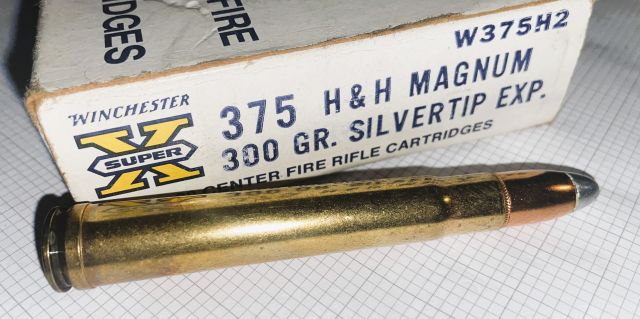 FIRE
DGES
W375H2
WINCHESTER
X
SUPER
375 H&H MAGNUM
300 GR. SILVERTIP EXP.
CENTER FIRE RIFLE CARTRIDGES